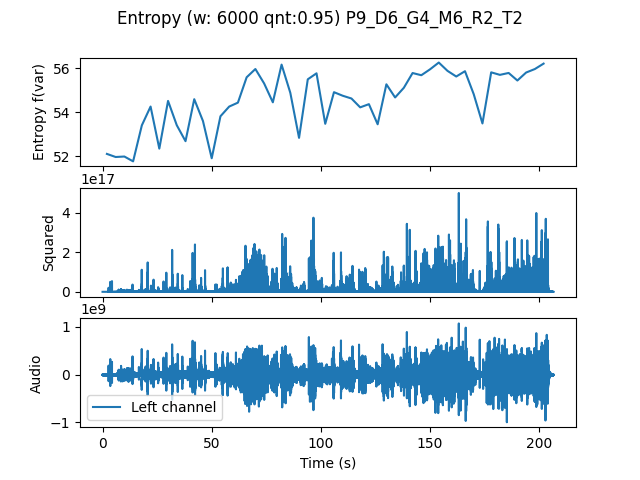 Entropy (w: 6000 qnt:0.95) P9_D6_G4_M6_R2_T2
Entropy f(var)
56
54
52
1e17
Squared
4
2
0
1e9
Audio
1
0
−1
Left channel
0
50
100
150
200
Time (s)